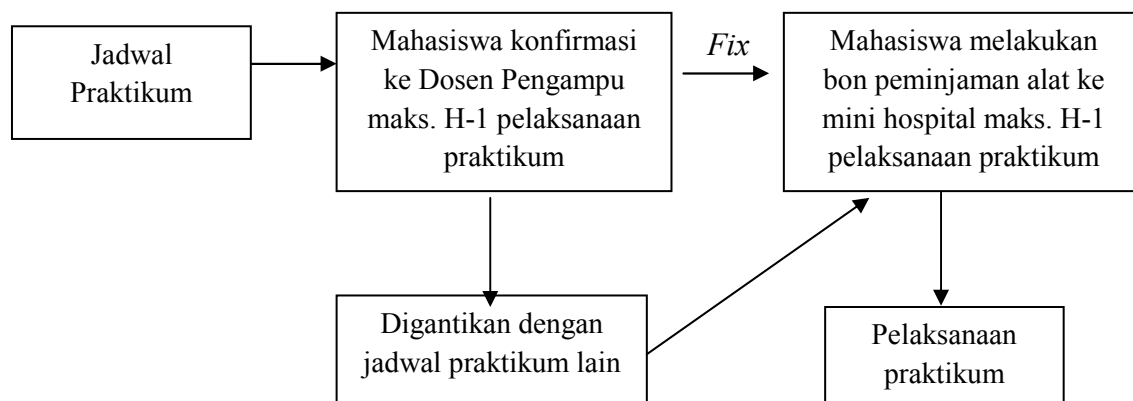 Jadwal
Praktikum
Mahasiswa konfirmasi
ke Dosen Pengampu
maks. H-1 pelaksanaan
praktikum
Fix
Mahasiswa melakukan
bon peminjaman alat ke
mini hospital maks. H-1
pelaksanaan praktikum
Digantikan dengan
jadwal praktikum lain
Pelaksanaan
praktikum